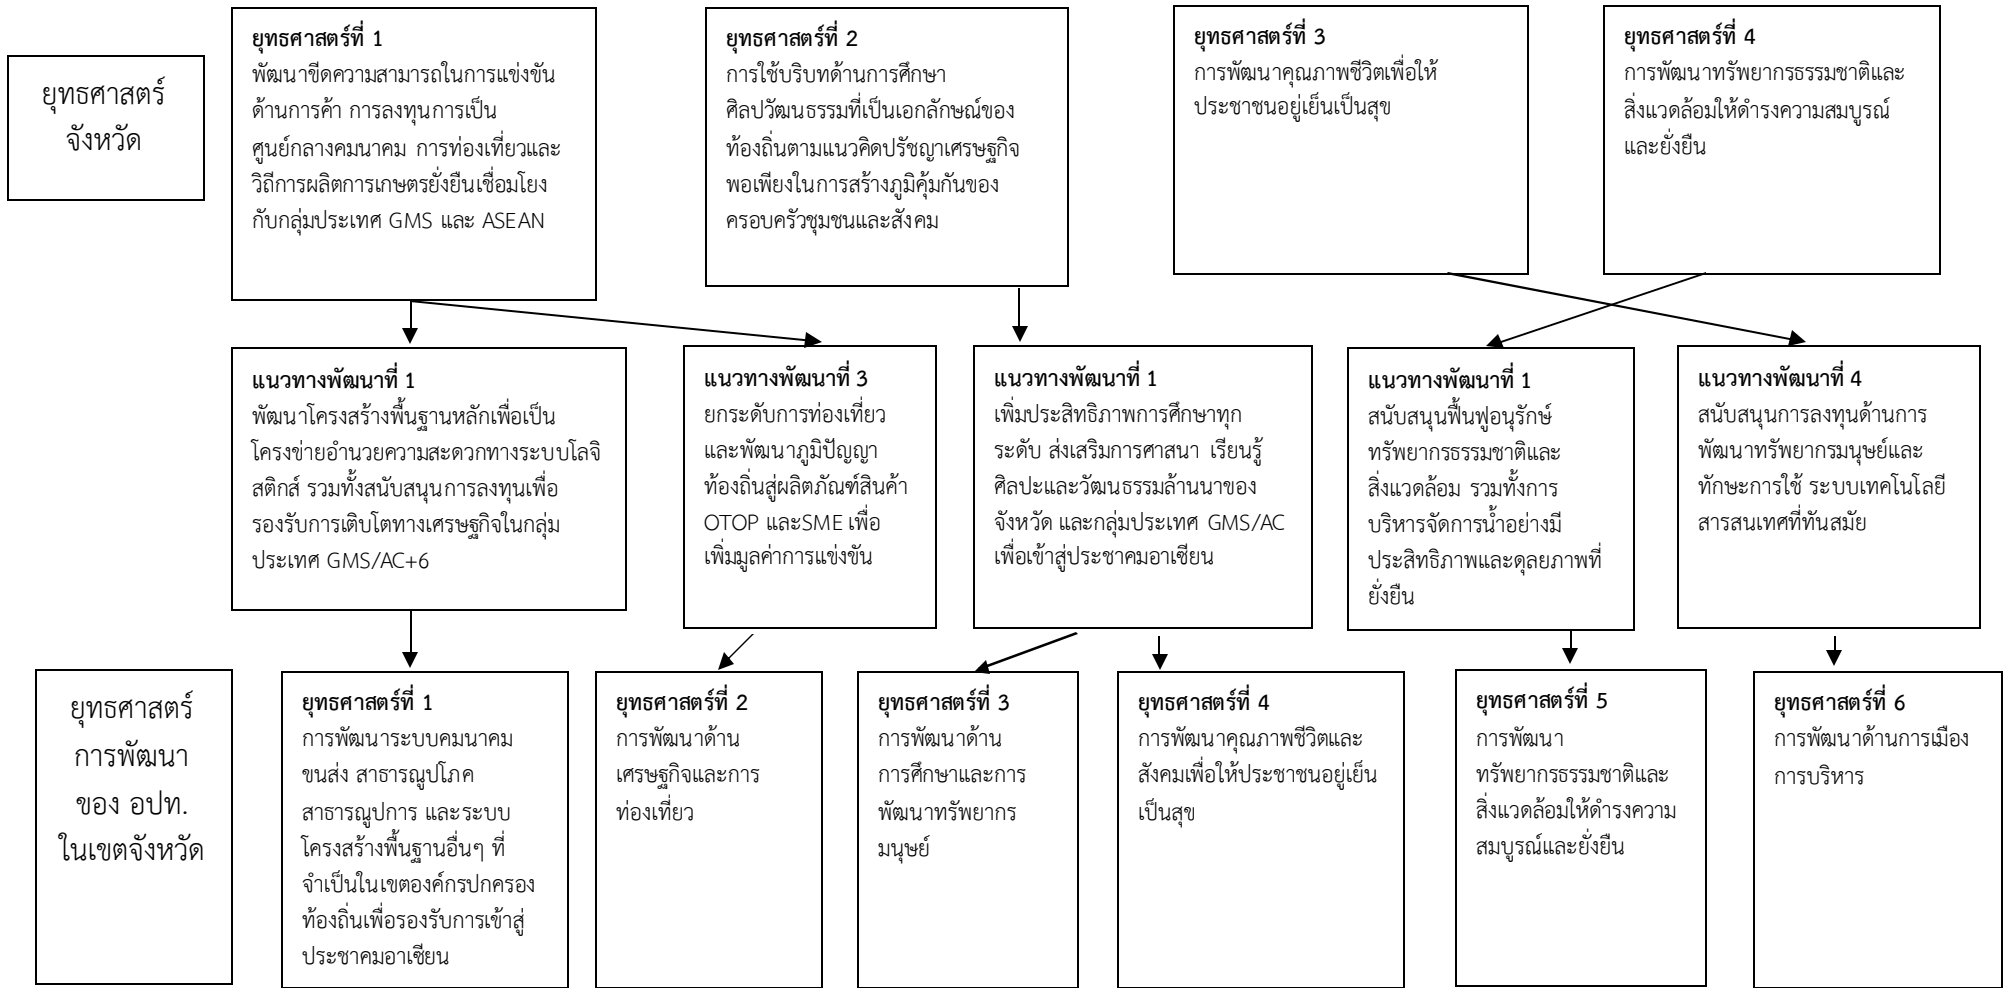 ยุทธศาสตร์
จังหวัด
ยุทธศาสตร์ที่ 1
พัฒนาขีดความสามารถในการแข่งขัน
ด้านการค้า การลงทุนการเป็น
ศูนย์กลางคมนาคม การท่องเที่ยวและ
วิถีการผลิตการเกษตรยั่งยืนเชื่อมโยง
กับกลุ่มประเทศ GMS และ ASEAN
ยุทธศาสตร์ที่ 2
การใช้บริบทด้านการศึกษา
ศิลปวัฒนธรรมที่เป็นเอกลักษณ์ของ
ท้องถิ่นตามแนวคิดปรัชญาเศรษฐกิจ
พอเพียงในการสร้างภูมิคุ้มกันของ
ครอบครัวชุมชนและสังคม
ยุทธศาสตร์ที่ 3
การพัฒนาคุณภาพชีวิตเพื่อให้
ประชาชนอยู่เย็นเป็นสุข
ยุทธศาสตร์ที่ 4
การพัฒนาทรัพยากรธรรมชาติและ
สิ่งแวดล้อมให้ดำรงความสมบูรณ์
และยั่งยืน
แนวทางพัฒนาที่ 1
พัฒนาโครงสร้างพื้นฐานหลักเพื่อเป็น
โครงข่ายอำนวยความสะดวกทางระบบโลจิ
สติกส์ รวมทั้งสนับสนุนการลงทุนเพื่อ
รองรับการเติบโตทางเศรษฐกิจในกลุ่ม
ประเทศ GMS/AC+6
แนวทางพัฒนาที่ 3
ยกระดับการท่องเที่ยว
และพัฒนาภูมิปัญญา
ท้องถิ่นสู่ผลิตภัณฑ์สินค้า
OTOP และSME เพื่อ
เพิ่มมูลค่าการแข่งขัน
แนวทางพัฒนาที่ 1
เพิ่มประสิทธิภาพการศึกษาทุก
ระดับ ส่งเสริมการศาสนา เรียนรู้
ศิลปะและวัฒนธรรมล้านนาของ
จังหวัด และกลุ่มประเทศ GMS/AC
เพื่อเข้าสู่ประชาคมอาเซียน
แนวทางพัฒนาที่ 1
สนับสนุนฟื้นฟูอนุรักษ์
ทรัพยากรธรรมชาติและ
สิ่งแวดล้อม รวมทั้งการ
บริหารจัดการน้ำอย่างมี
ประสิทธิภาพและดุลยภาพที่
ยั่งยืน
แนวทางพัฒนาที่ 4
สนับสนุนการลงทุนด้านการ
พัฒนาทรัพยากรมนุษย์และ
ทักษะการใช้ ระบบเทคโนโลยี
สารสนเทศที่ทันสมัย
ยุทธศาสตร์
การพัฒนา
ของ อปท.
ในเขตจังหวัด
ยุทธศาสตร์ที่ 1
การพัฒนาระบบคมนาคม
ขนส่ง สาธารณูปโภค
สาธารณูปการ และระบบ
โครงสร้างพื้นฐานอื่นๆ ที่
จำเป็นในเขตองค์กรปกครอง
ท้องถิ่นเพื่อรองรับการเข้าสู่
ประชาคมอาเซียน
ยุทธศาสตร์ที่ 2
การพัฒนาด้าน
เศรษฐกิจและการ
ท่องเที่ยว
ยุทธศาสตร์ที่ 3
การพัฒนาด้าน
การศึกษาและการ
พัฒนาทรัพยากร
มนุษย์
ยุทธศาสตร์ที่ 4
การพัฒนาคุณภาพชีวิตและ
สังคมเพื่อให้ประชาชนอยู่เย็น
เป็นสุข
ยุทธศาสตร์ที่ 5
การพัฒนา
ทรัพยากรธรรมชาติและ
สิ่งแวดล้อมให้ดำรงความ
สมบูรณ์และยั่งยืน
ยุทธศาสตร์ที่ 6
การพัฒนาด้านการเมือง
การบริหาร